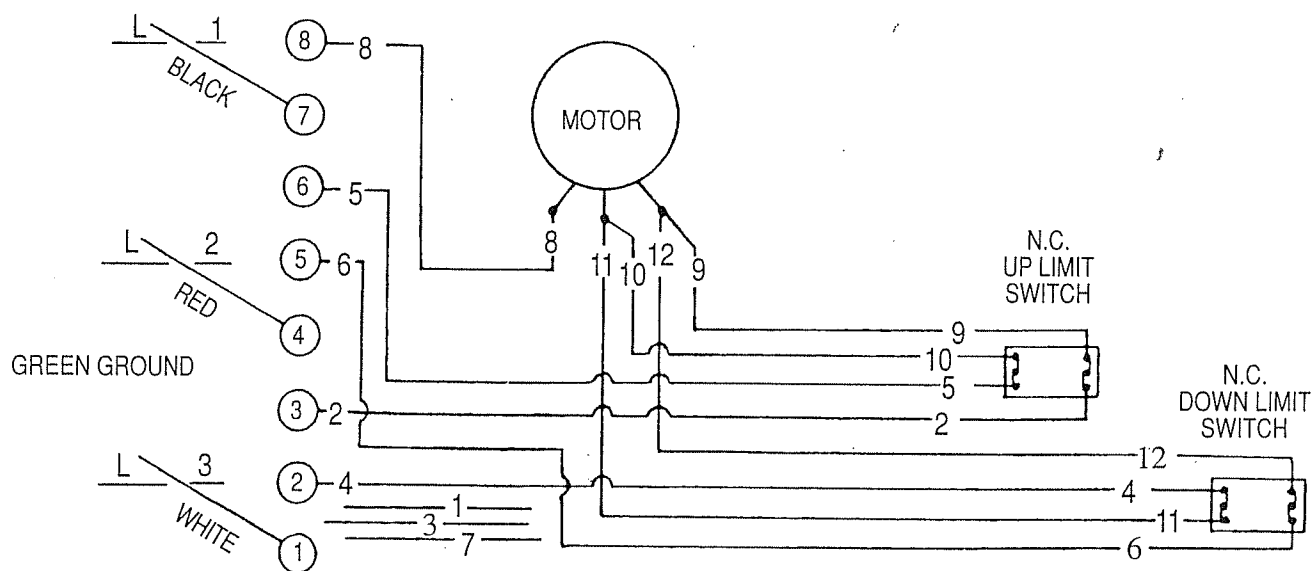 L 1
BLACK
8
8
7
6
5
L 2
RED
5
6
4
GREEN GROUND
3
2
L 3
WHITE
2
4
1
1
3
7
MOTOR
8
11
10
12
9
N.C.
UP LIMIT
SWITCH
9
10
5
2
N.C.
DOWN LIMIT
SWITCH
12
4
11
6